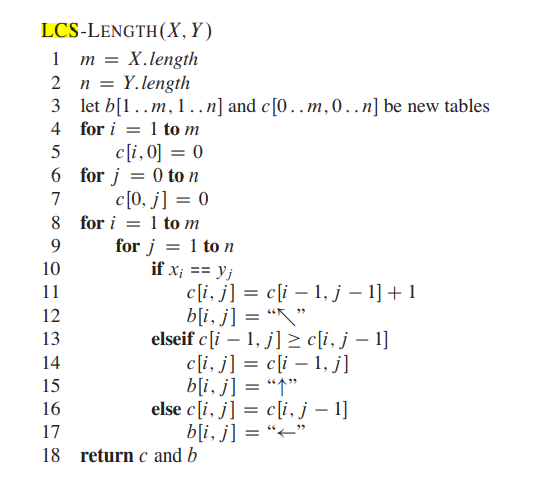 LCS-LENGTH(X, Y)
1 m = X.length
2 n = Y.length
3 let b[1..m, 1..n] and c[0..m, 0..n] be new tables
4 for i = 1 to m
5 c[i, 0] = 0
6 for j = 0 to n
7 c[0, j] = 0
8 for i = 1 to m
9 for j = 1 to n
10 if xᵢ == yⱼ
11 c[i, j] = c[i − 1, j − 1] + 1
12 b[i, j] = “↖”
13 elseif c[i − 1, j] ≥ c[i, j − 1]
14 c[i, j] = c[i − 1, j]
15 b[i, j] = “↑”
16 else c[i, j] = c[i, j − 1]
17 b[i, j] = “←”
18 return c and b